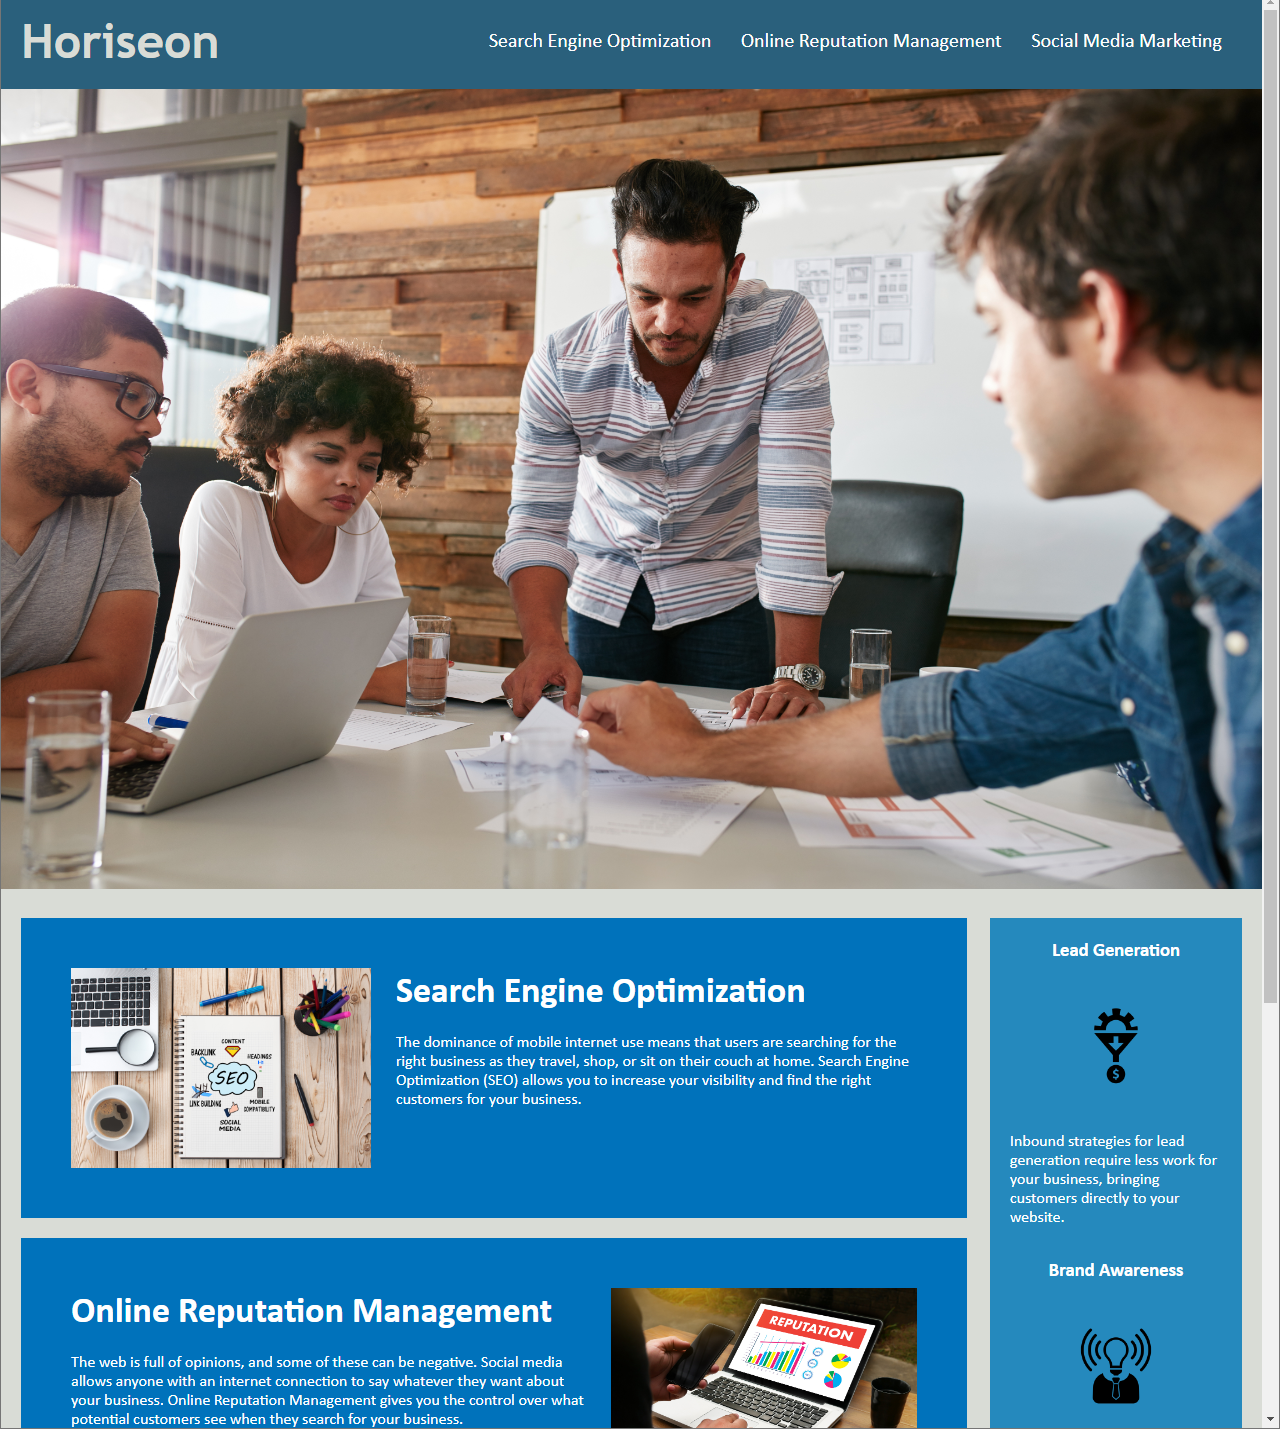 Horiseon
Search Engine Optimization
Online Reputation Management
Social Media Marketing
Search Engine Optimization
The dominance of mobile internet use means that users are searching for the
right business as they travel, shop, or sit on their couch at home. Search Engine
Optimization (SEO) allows you to increase your visibility and find the right
customers for your business.
CONTENT
BACKLINK
HEADINGS
SEO
LINK BUILDING
MOBILE
COMPATIBILITY
SOCIAL
MEDIA
Online Reputation Management
The web is full of opinions, and some of these can be negative. Social media
allows anyone with an internet connection to say whatever they want about
your business. Online Reputation Management gives you the control over what
potential customers see when they search for your business.
REPUTATION
Lead Generation
$
Inbound strategies for lead
generation require less work for
your business, bringing
customers directly to your
website.
Brand Awareness